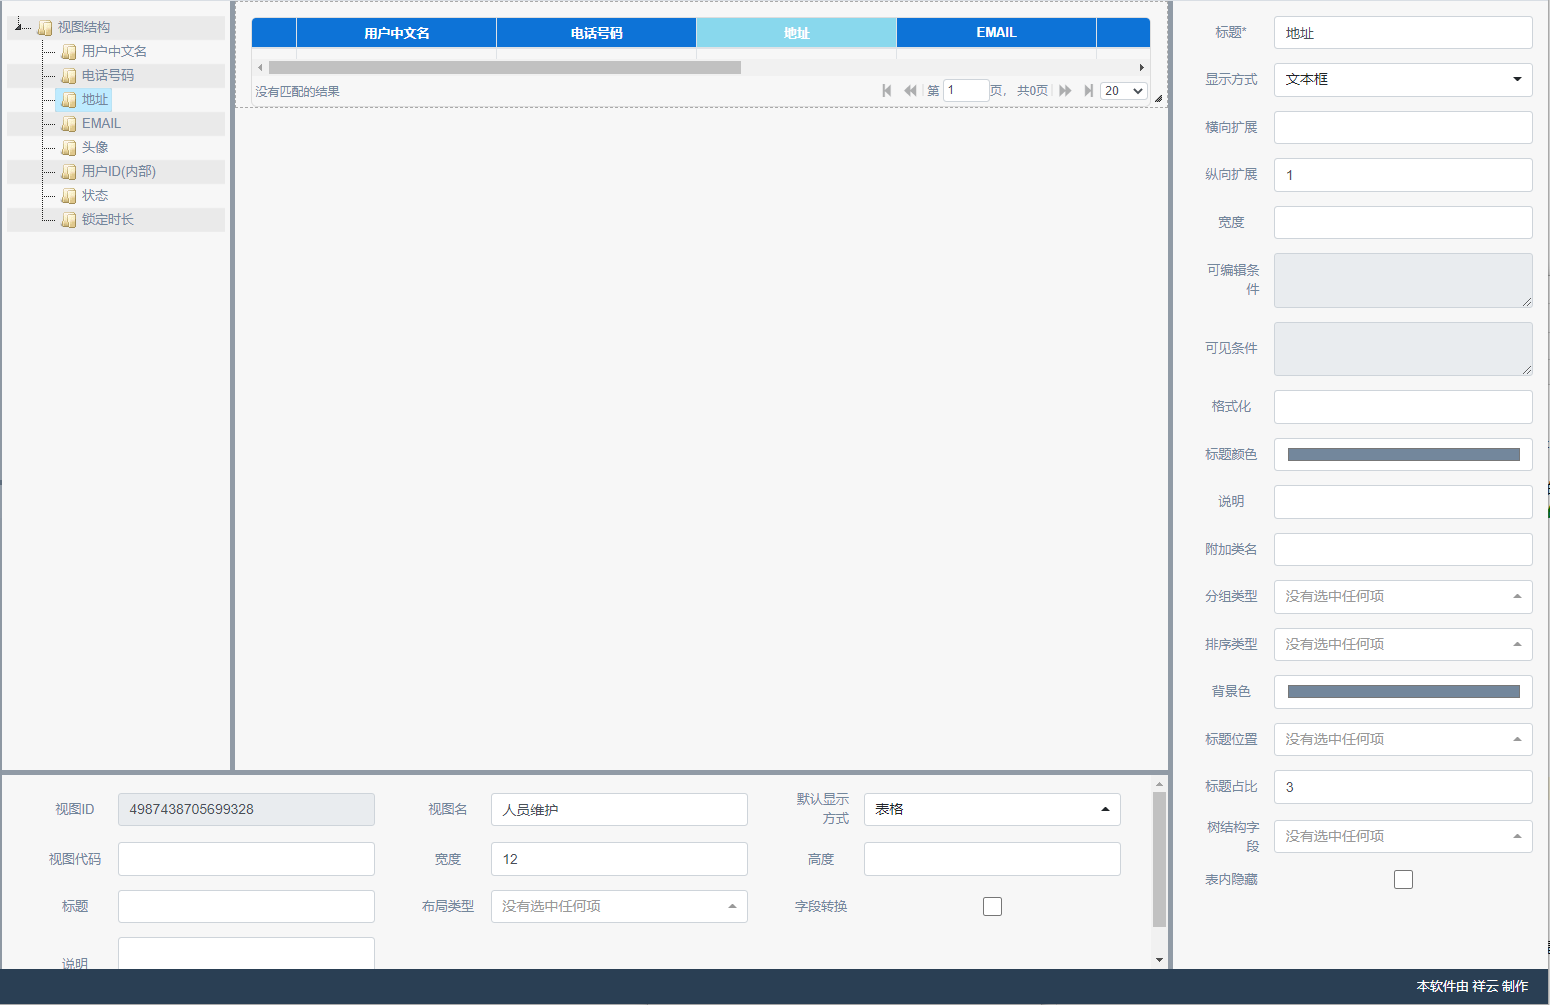 视图结构
用户中文名
电话号码
地址
EMAIL
头像
用户ID(内部)
状态
锁定时长
用户中文名 电话号码 地址 EMAIL
没有匹配的结果 第 1 页, 共0页 20
标题* 地址
显示方式 文本框
横向扩展
纵向扩展 1
宽度
可编辑条
件
可见条件
格式化
标题颜色
说明
附加类名
分组类型 没有选中任何项
排序类型 没有选中任何项
背景色
标题位置 没有选中任何项
标题占比 3
树结构字
段 没有选中任何项
表内隐藏
视图ID 4987438705699328 视图名 人员维护 默认显示
方式 表格
视图代码 宽度 12 高度
标题 布局类型 没有选中任何项 字段转换
说明
本软件由 祥云 制作